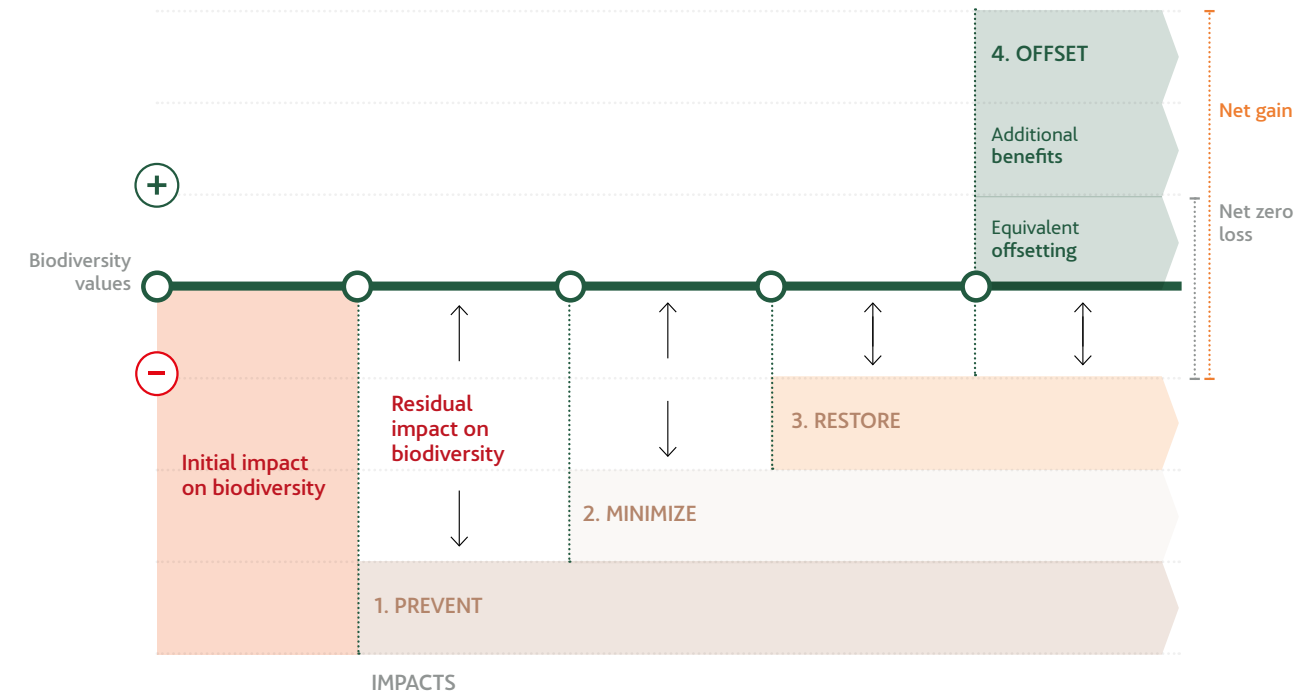 4. OFFSET
Net gain
Additional
benefits
+
Net zero
loss
Equivalent
offsetting
Biodiversity
values
−
Residual
impact on
biodiversity
3. RESTORE
Initial impact
on biodiversity
2. MINIMIZE
1. PREVENT
IMPACTS